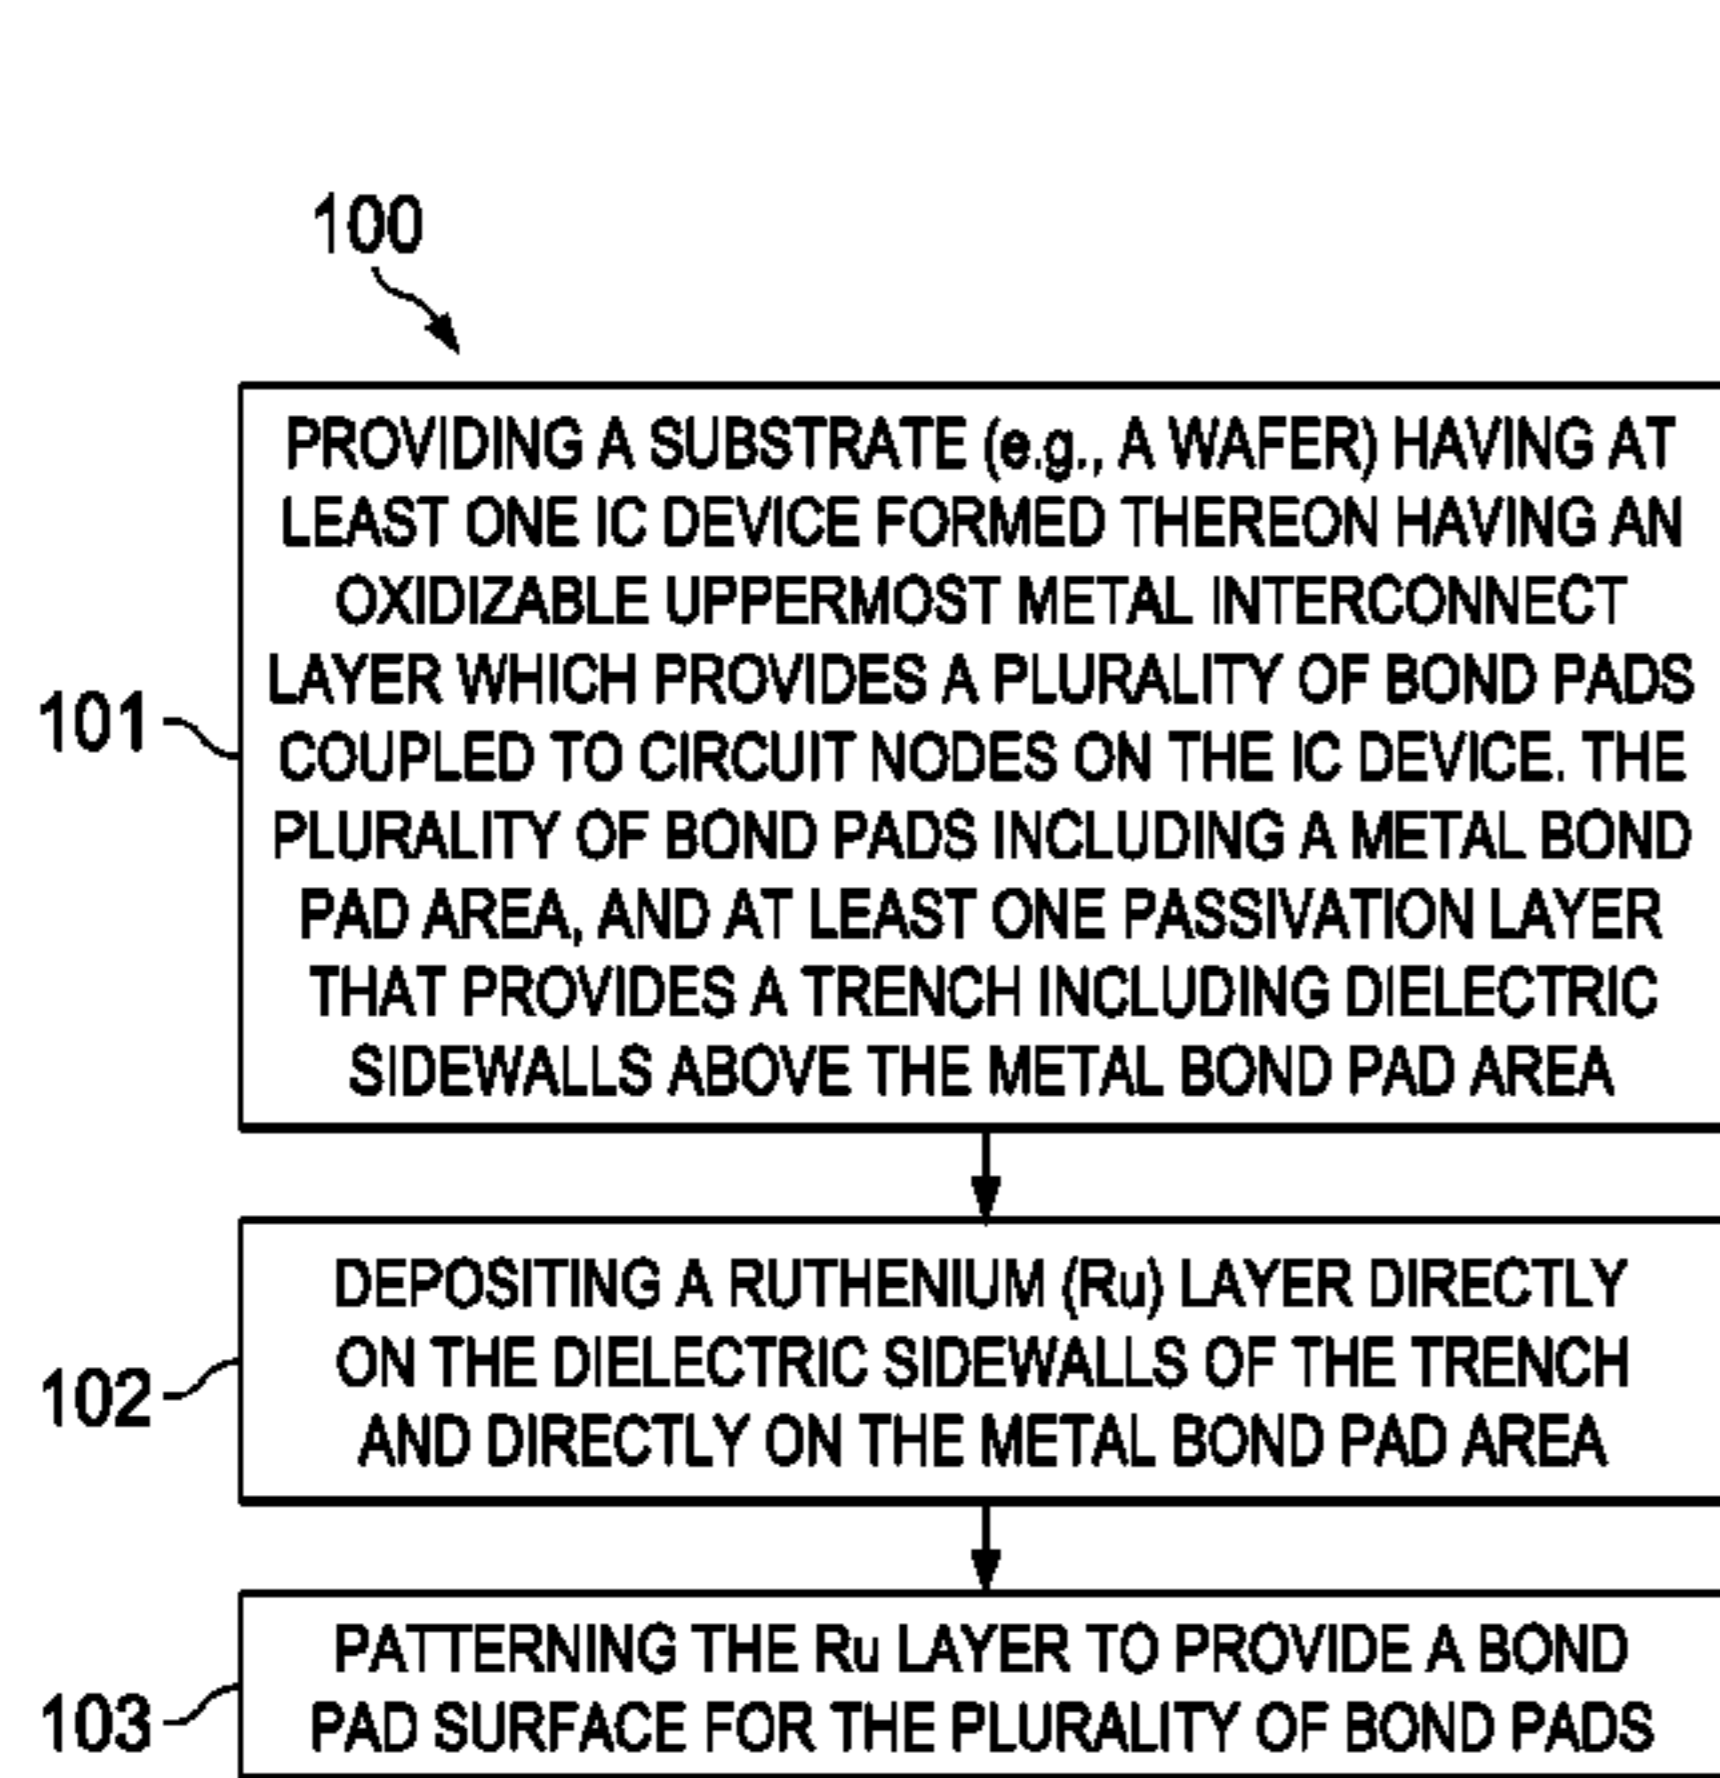 100
PROVIDING A SUBSTRATE (e.g., A WAFER) HAVING AT
LEAST ONE IC DEVICE FORMED THEREON HAVING AN
OXIDIZABLE UPPERMOST METAL INTERCONNECT
LAYER WHICH PROVIDES A PLURALITY OF BOND PADS
COUPLED TO CIRCUIT NODES ON THE IC DEVICE. THE
PLURALITY OF BOND PADS INCLUDING A METAL BOND
PAD AREA, AND AT LEAST ONE PASSIVATION LAYER
THAT PROVIDES A TRENCH INCLUDING DIELECTRIC
SIDEWALLS ABOVE THE METAL BOND PAD AREA
101
DEPOSITING A RUTHENIUM (Ru) LAYER DIRECTLY
ON THE DIELECTRIC SIDEWALLS OF THE TRENCH
AND DIRECTLY ON THE METAL BOND PAD AREA
102
PATTERNING THE Ru LAYER TO PROVIDE A BOND
PAD SURFACE FOR THE PLURALITY OF BOND PADS
103